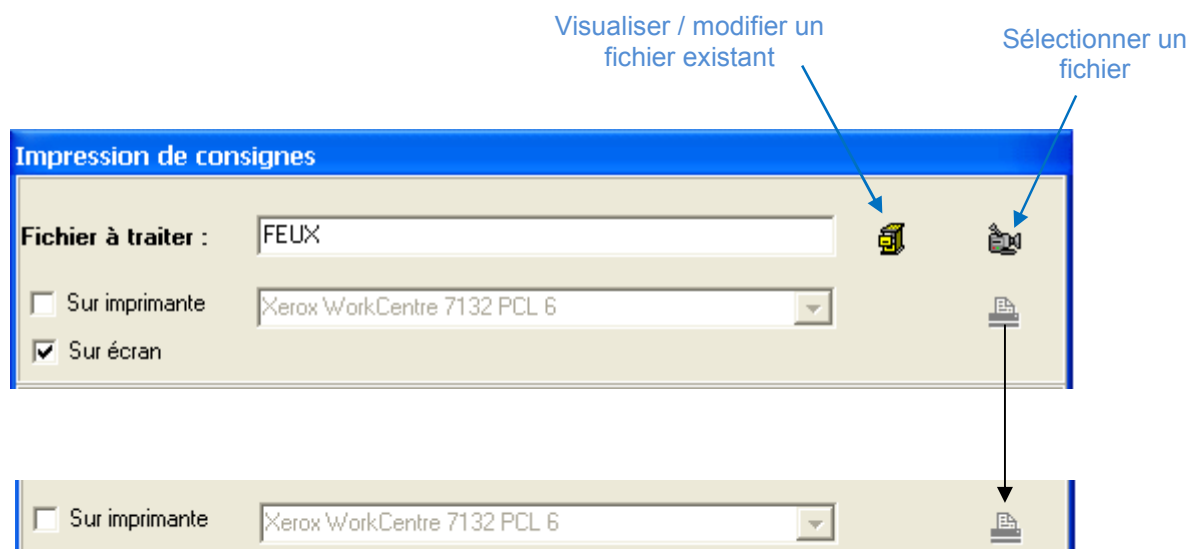 Visualiser / modifier un
fichier existant
Sélectionner un
fichier
Impression de consignes
Fichier à traiter :
FEUX
Sur imprimante
Xerox WorkCentre 7132 PCL 6
Sur écran
Sur imprimante
Xerox WorkCentre 7132 PCL 6